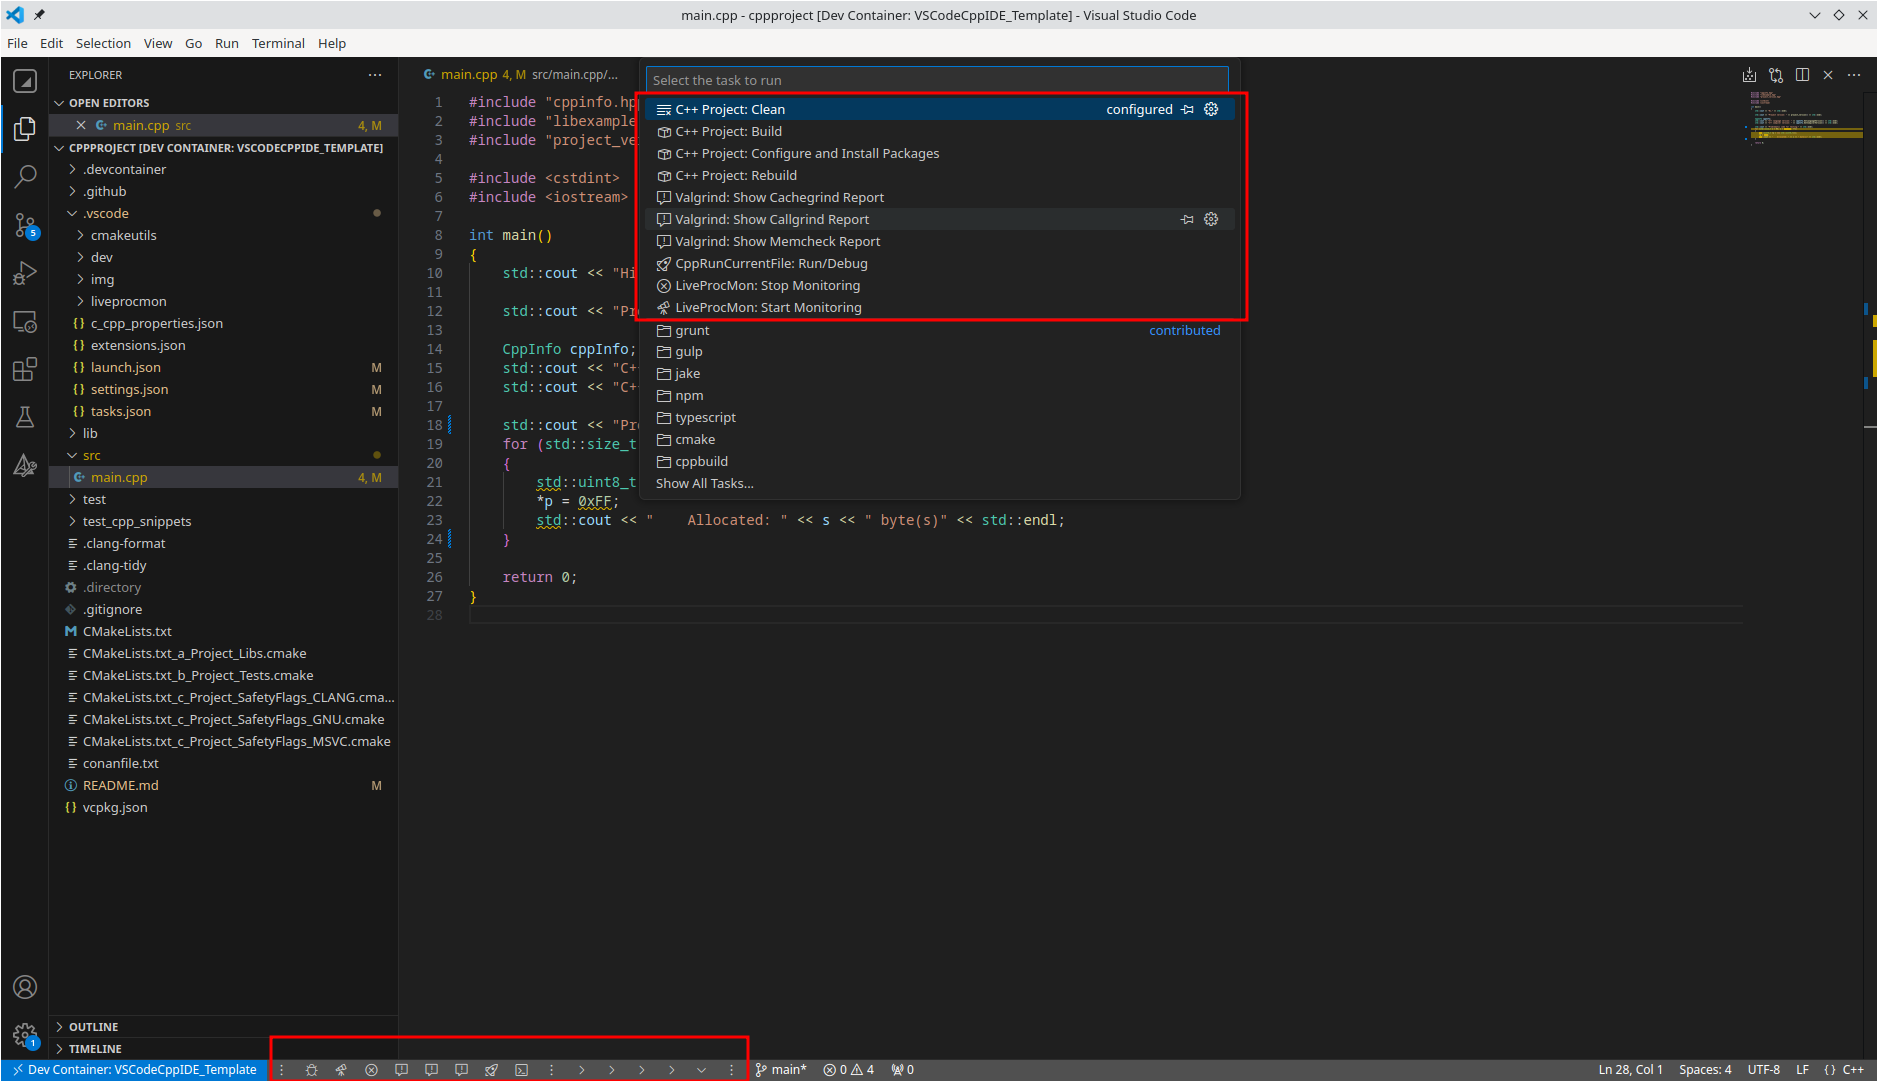 main.cpp - cppproject [Dev Container: VSCodeCppIDE_Template] - Visual Studio Code
File Edit Selection View Go Run Terminal Help
EXPLORER
OPEN EDITORS
main.cpp src 4, M
CPPPROJECT [DEV CONTAINER: VSCODECPPIDE_TEMPLATE]
.devcontainer
.github
.vscode
cmakeutils
dev
img
liveprocmon
c_cpp_properties.json
extensions.json
launch.json M
settings.json M
tasks.json M
lib
src
main.cpp 4, M
test
test_cpp_snippets
.clang-format
.clang-tidy
.directory
.gitignore
CMakeLists.txt
CMakeLists.txt_a_Project_Libs.cmake
CMakeLists.txt_b_Project_Tests.cmake
CMakeLists.txt_c_Project_SafetyFlags_CLANG.cma...
CMakeLists.txt_c_Project_SafetyFlags_GNU.cmake
CMakeLists.txt_c_Project_SafetyFlags_MSVC.cmake
conanfile.txt
README.md M
vcpkg.json
OUTLINE
TIMELINE
5
1
main.cpp 4, M src/main.cpp/...
1 #include "cppinfo.hp
2 #include "libexample
3 #include "project_ve
4
5 #include <cstdint>
6 #include <iostream>
7
8 int main()
9 {
10 std::cout << "Hi
11
12 std::cout << "Pr
13
14 CppInfo cppInfo;
15 std::cout << "C+
16 std::cout << "C+
17
18 std::cout << "Pr
19 for (std::size_t
20 {
21 std::uint8_t
22 *p = 0xFF;
23 std::cout << "    Allocated: " << s << " byte(s)" << std::endl;
24 }
25
26 return 0;
27 }
28
Select the task to run
C++ Project: Clean configured
C++ Project: Build
C++ Project: Configure and Install Packages
C++ Project: Rebuild
Valgrind: Show Cachegrind Report
Valgrind: Show Callgrind Report
Valgrind: Show Memcheck Report
CppRunCurrentFile: Run/Debug
LiveProcMon: Stop Monitoring
LiveProcMon: Start Monitoring
grunt contributed
gulp
jake
npm
typescript
cmake
cppbuild
Show All Tasks...
Dev Container: VSCodeCppIDE_Template main* 0 4 0 Ln 28, Col 1 Spaces: 4 UTF-8 LF {} C++